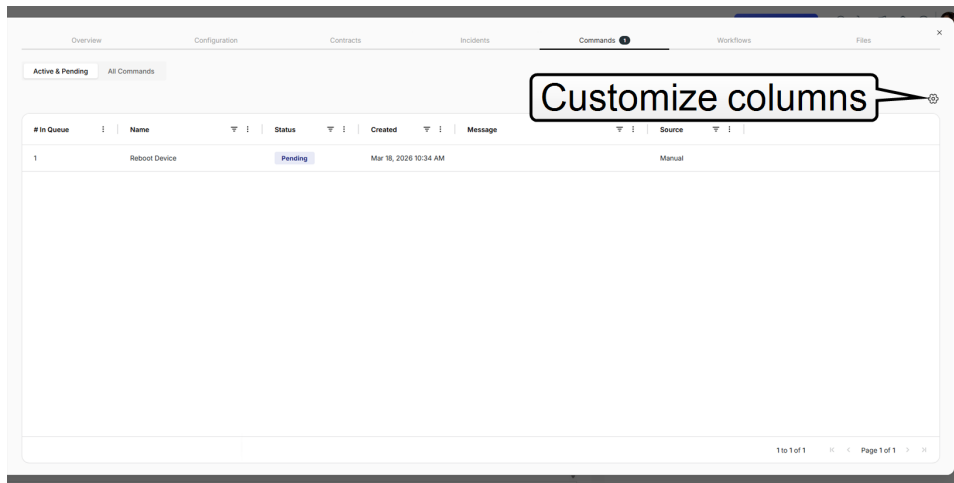 Overview Configuration Contracts Incidents Commands 1 Workflows Files
Active & Pending All Commands
Customize columns
# In Queue Name Status Created Message Source
1 Reboot Device Pending Mar 18, 2026 10:34 AM Manual
1 to 1 of 1 Page 1 of 1